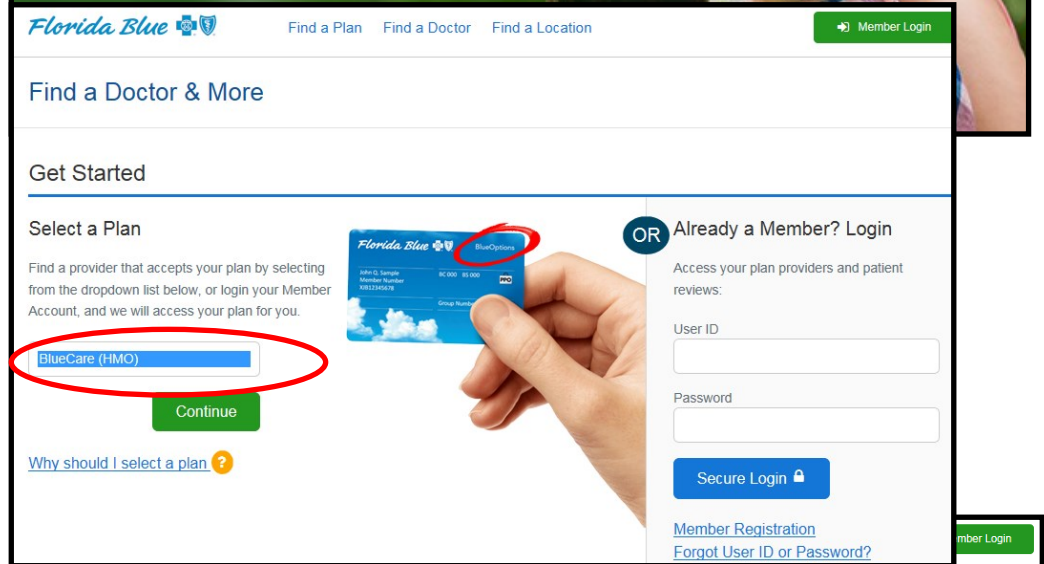 Florida Blue
Find a Plan Find a Doctor Find a Location
Member Login
Find a Doctor & More
Get Started
Select a Plan
Find a provider that accepts your plan by selecting
from the dropdown list below, or login your Member
Account, and we will access your plan for you.
BlueCare (HMO)
Continue
Why should I select a plan ?
Florida Blue BlueOptions
John Q. Sample BC 000 BS 000 PPO
Member Number
XJB12345678
Group Numbe
OR
Already a Member? Login
Access your plan providers and patient
reviews:
User ID
Password
Secure Login
Member Registration
Forgot User ID or Password?
mber Login